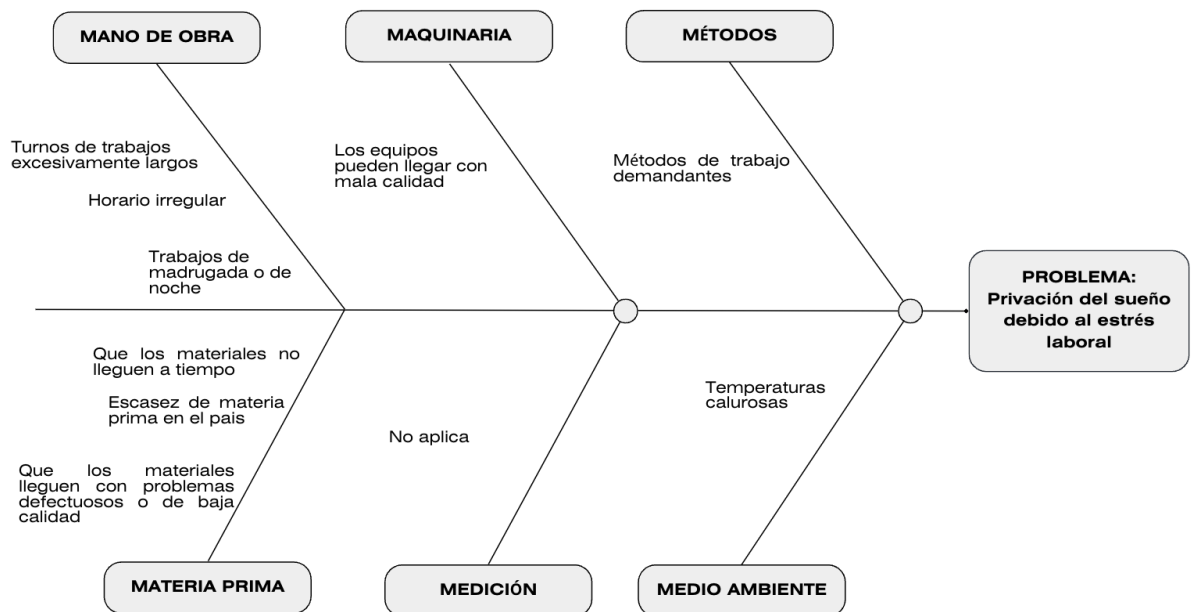 MANO DE OBRA
MAQUINARIA
MÉTODOS
Turnos de trabajos
excesivamente largos
Horario irregular
Trabajos de
madrugada o de
noche
Los equipos
pueden llegar con
mala calidad
Métodos de trabajo
demandantes
PROBLEMA:
Privación del sueño
debido al estrés
laboral
Que los materiales no
lleguen a tiempo
Escasez de materia
prima en el pais
Que los materiales
lleguen con problemas
defectuosos o de baja
calidad
No aplica
Temperaturas
calurosas
MATERIA PRIMA
MEDICIÓN
MEDIO AMBIENTE